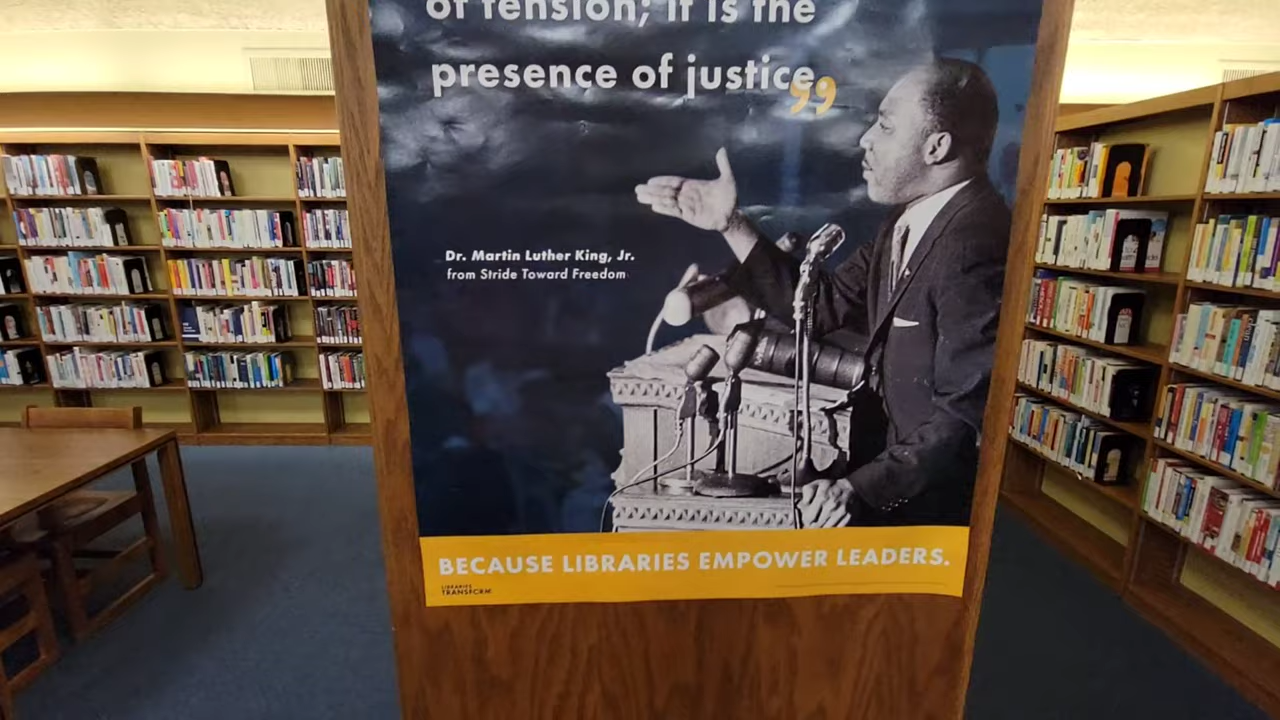 of tension; it is the
presence of justice.”
Dr. Martin Luther King, Jr.
from Stride Toward Freedom
BECAUSE LIBRARIES EMPOWER LEADERS.
LIBRARIES
TRANSFORM